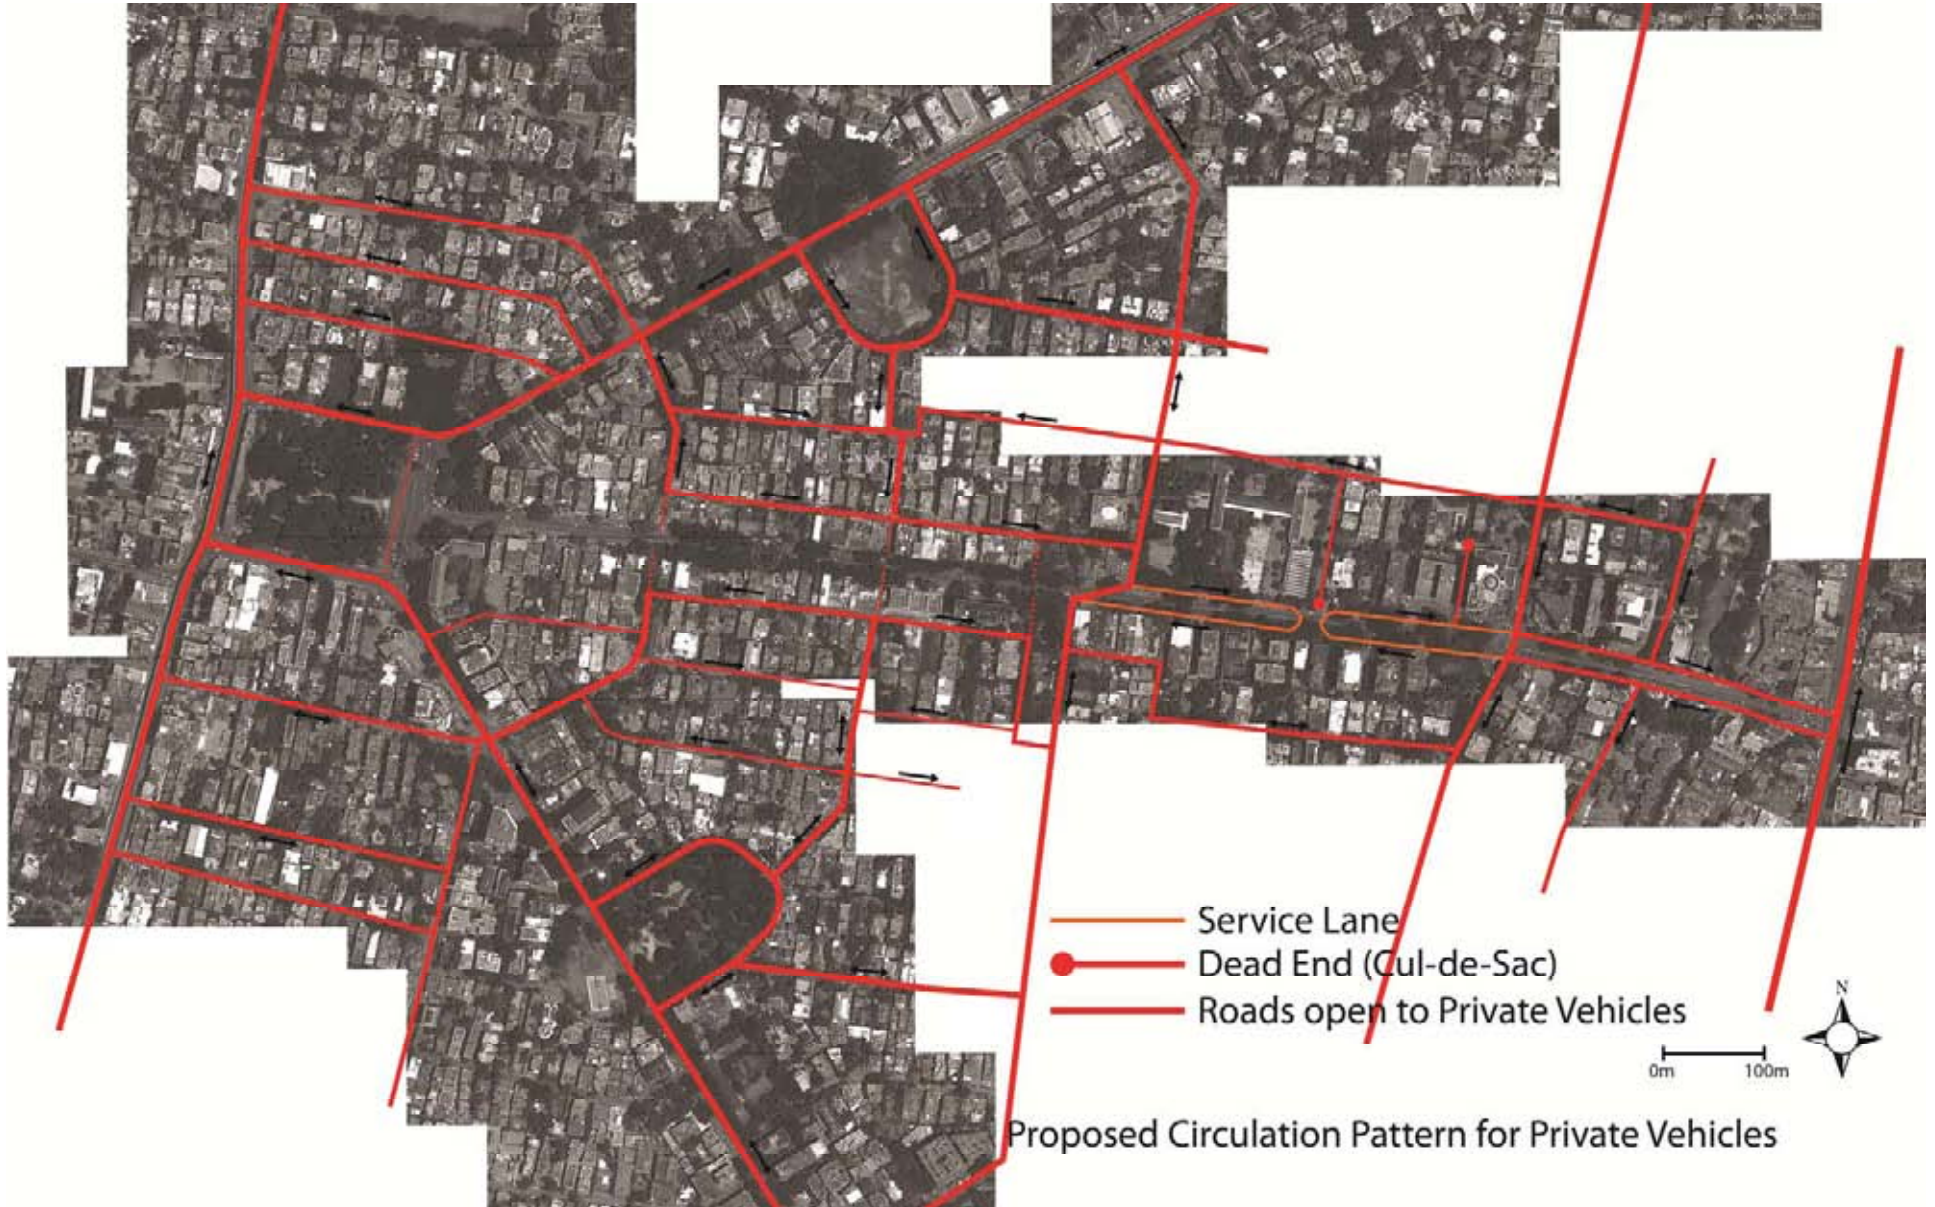 Service Lane
Dead End (Cul-de-Sac)
Roads open to Private Vehicles
N
0m 100m
Proposed Circulation Pattern for Private Vehicles